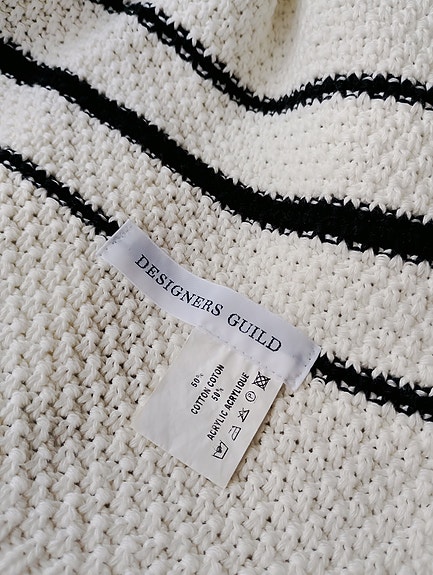 DESIGNERS GUILD
50%
COTTON COTON
50%
ACRYLIC ACRYLIQUE